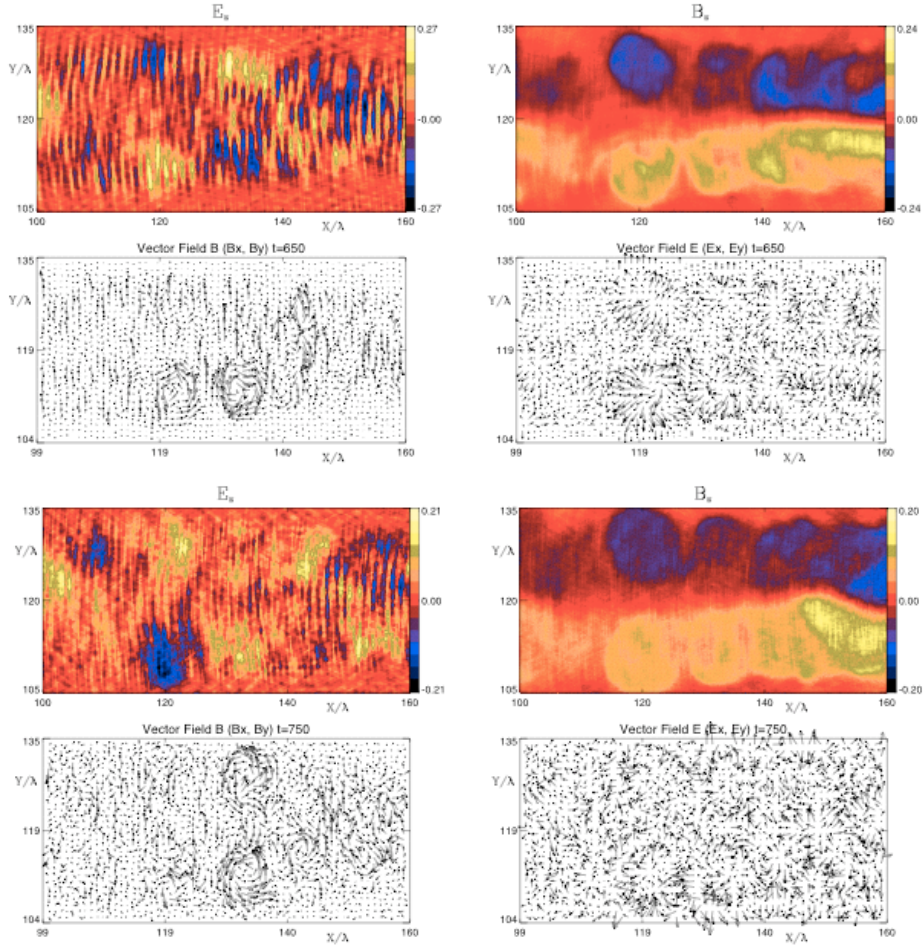 E_s B_s
135 0.27 135 0.24
Y/λ Y/λ
120 -0.00 120 0.00
105 -0.27 105 -0.24
100 120 140 X/λ 160 100 120 140 X/λ 160
Vector Field B (Bx, By) t=650 Vector Field E (Ex, Ey) t=650
135 135
Y/λ Y/λ
119 119
104 104
99 119 140 X/λ 160 99 119 140 X/λ 160
E_s B_s
135 0.21 135 0.20
Y/λ Y/λ
120 0.00 120 0.00
105 -0.21 105 -0.20
100 120 140 X/λ 160 100 120 140 X/λ 160
Vector Field B (Bx, By) t=750 Vector Field E (Ex, Ey) t=750
135 135
Y/λ Y/λ
119 119
104 104
99 119 140 X/λ 160 99 119 140 X/λ 160